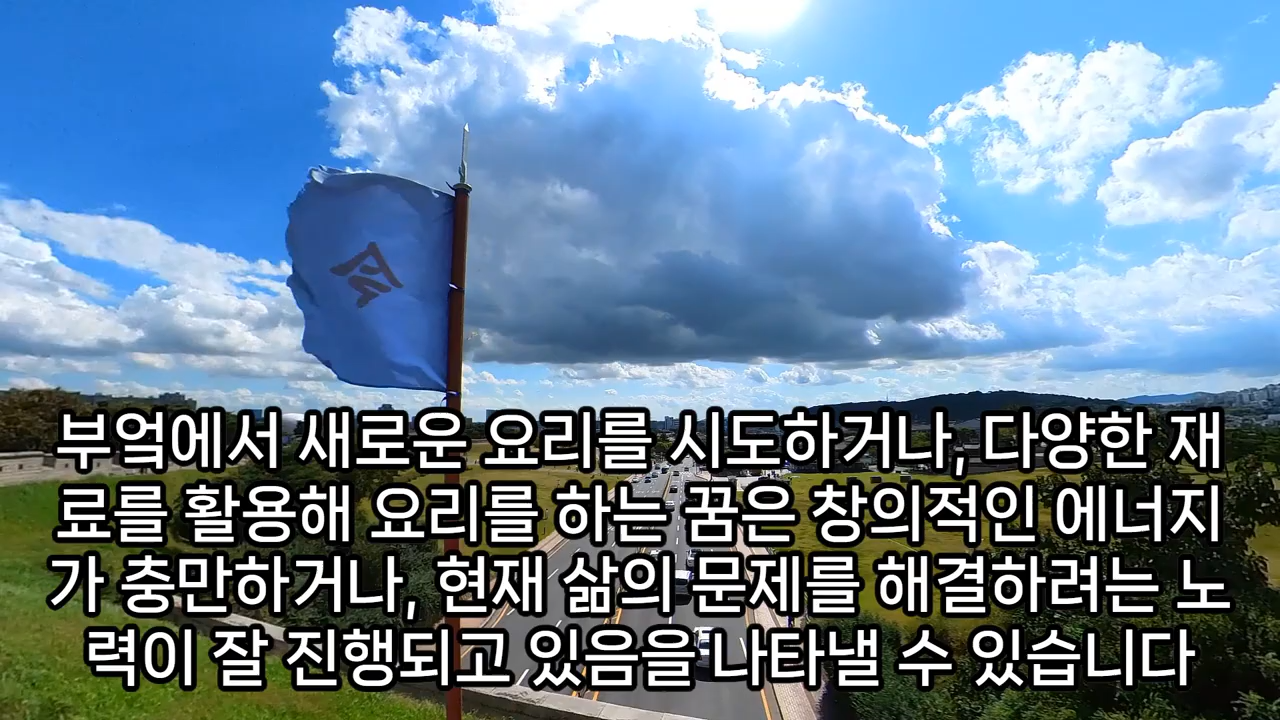 부엌에서 새로운 요리를 시도하거나, 다양한 재
료를 활용해 요리를 하는 꿈은 창의적인 에너지
가 충만하거나, 현재 삶의 문제를 해결하려는 노
력이 잘 진행되고 있음을 나타낼 수 있습니다